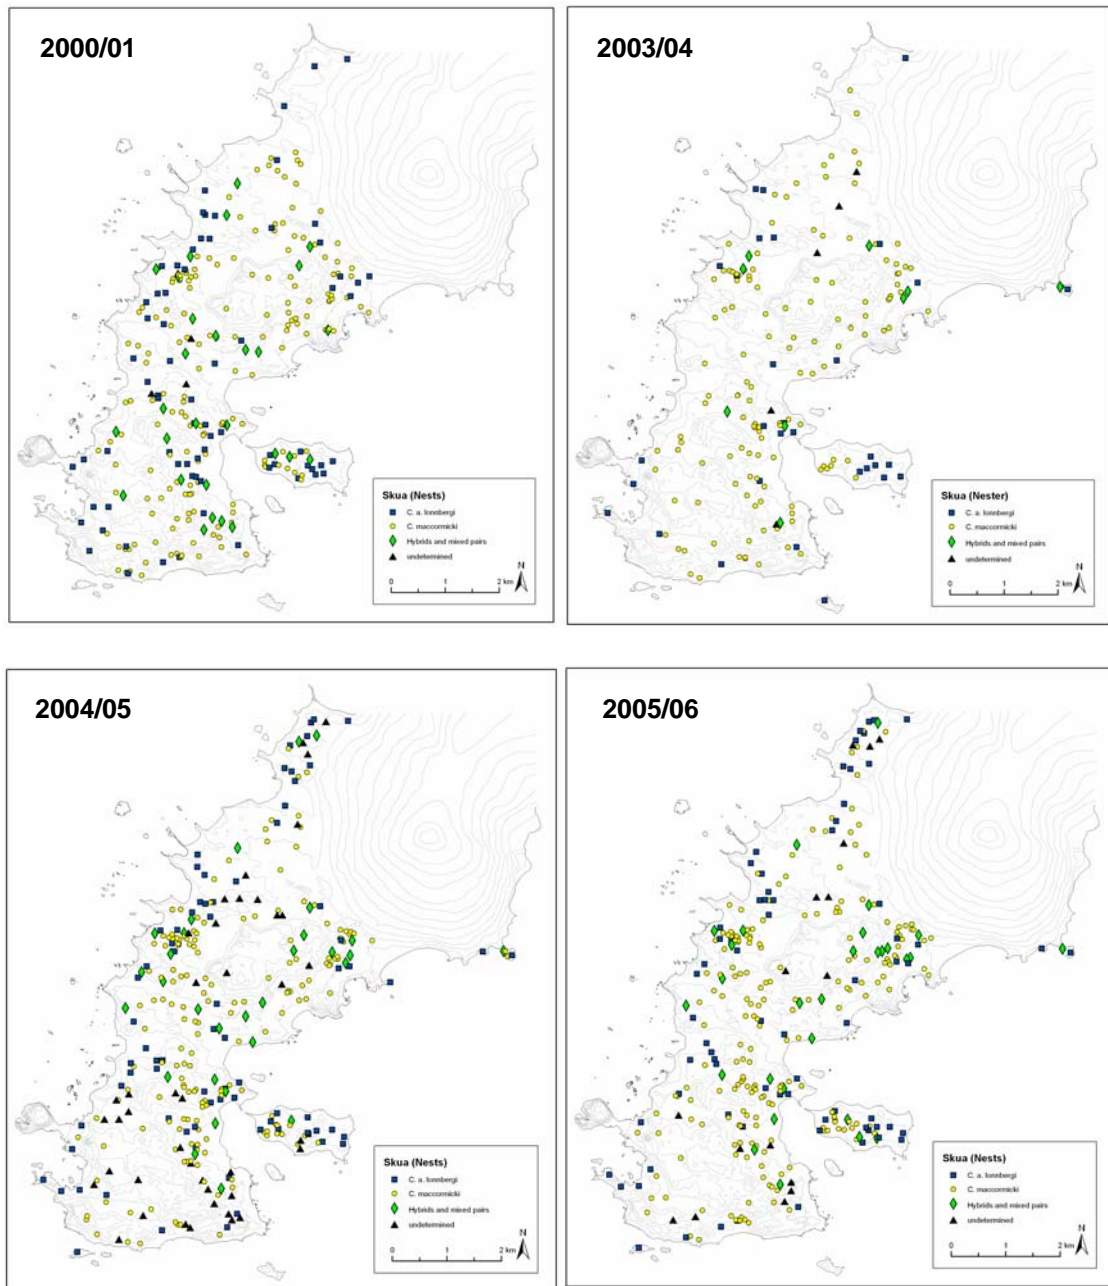 2000/01
Skua (Nests)
C. a. lonnbergi
C. maccormicki
Hybrids and mixed pairs
undetermined
N
0 1 2 km
2003/04
Skua (Nester)
C. a. lonnbergi
C. maccormicki
Hybrids and mixed pairs
undetermined
N
0 1 2 km
2004/05
Skua (Nests)
C. a. lonnbergi
C. maccormicki
Hybrids and mixed pairs
undetermined
N
0 1 2 km
2005/06
Skua (Nests)
C. a. lonnbergi
C. maccormicki
Hybrids and mixed pairs
undetermined
N
0 1 2 km